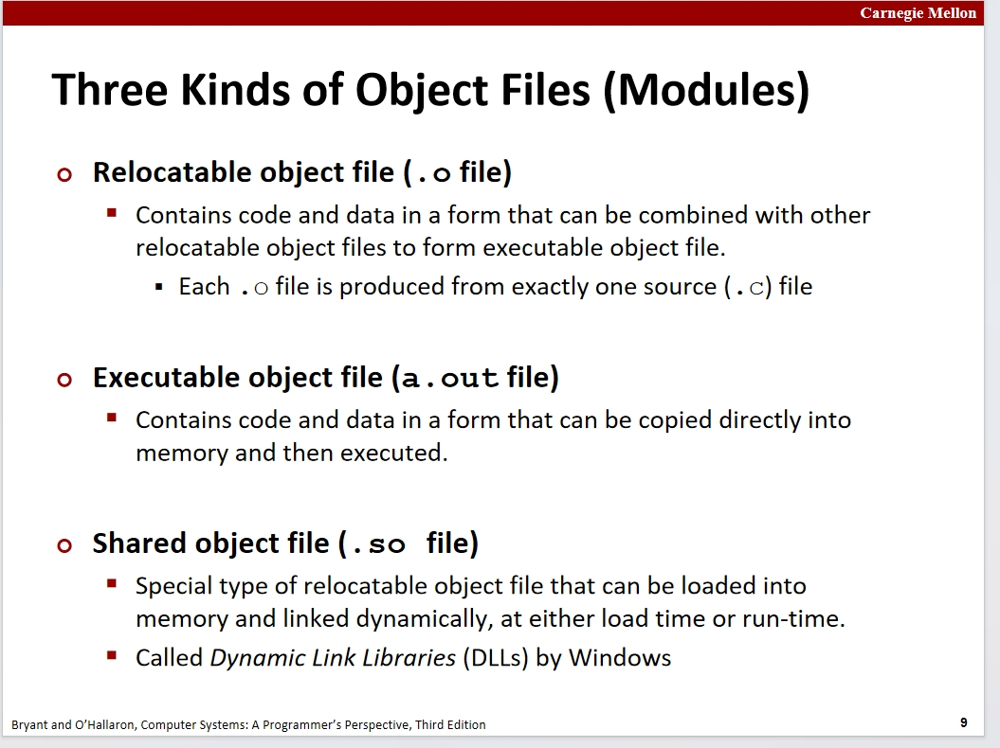 Carnegie Mellon
Three Kinds of Object Files (Modules)
Relocatable object file (.o file)
Contains code and data in a form that can be combined with other
relocatable object files to form executable object file.
Each .o file is produced from exactly one source (.c) file
Executable object file (a.out file)
Contains code and data in a form that can be copied directly into
memory and then executed.
Shared object file (.so file)
Special type of relocatable object file that can be loaded into
memory and linked dynamically, at either load time or run-time.
Called Dynamic Link Libraries (DLLs) by Windows
Bryant and O’Hallaron, Computer Systems: A Programmer’s Perspective, Third Edition
9